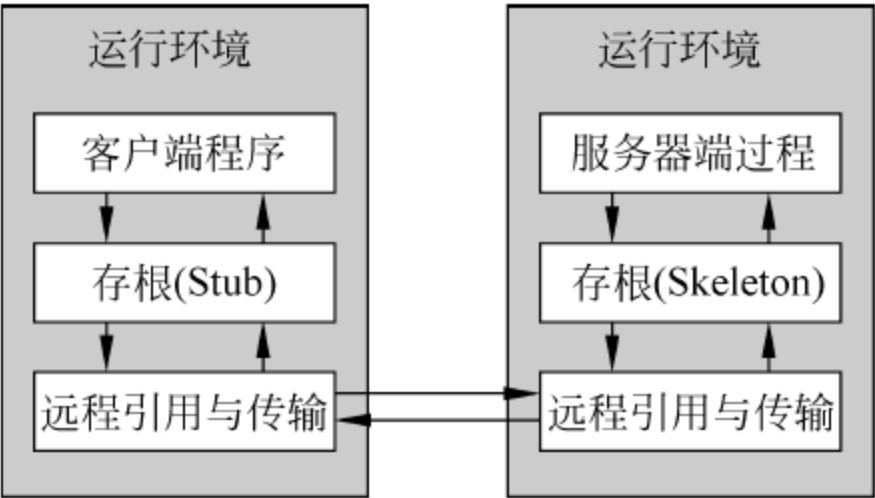 运行环境
客户端程序
存根(Stub)
远程引用与传输
运行环境
服务器端过程
存根(Skeleton)
远程引用与传输